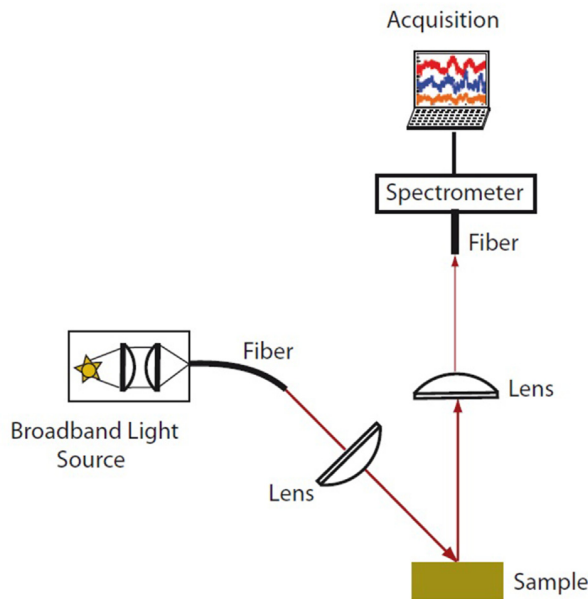 Acquisition
Spectrometer
Fiber
Fiber
Lens
Broadband Light
Source
Lens
Sample